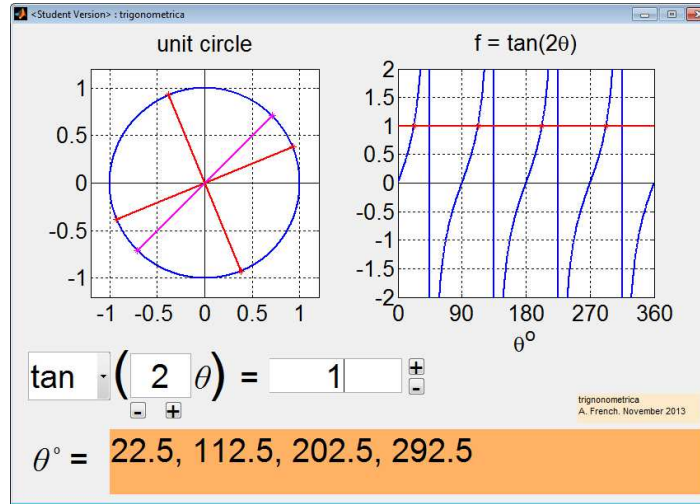 <Student Version> : trigonometrica
unit circle
f = tan(2θ)
1
0.5
0
-0.5
-1
-1 -0.5 0 0.5 1
2
1.5
1
0.5
0
-0.5
-1
-1.5
-2
0 90 180 270 360
θ°
tan ( 2 θ ) = 1
+
-
- +
trignonometrica
A. French. November 2013
θ° = 22.5, 112.5, 202.5, 292.5